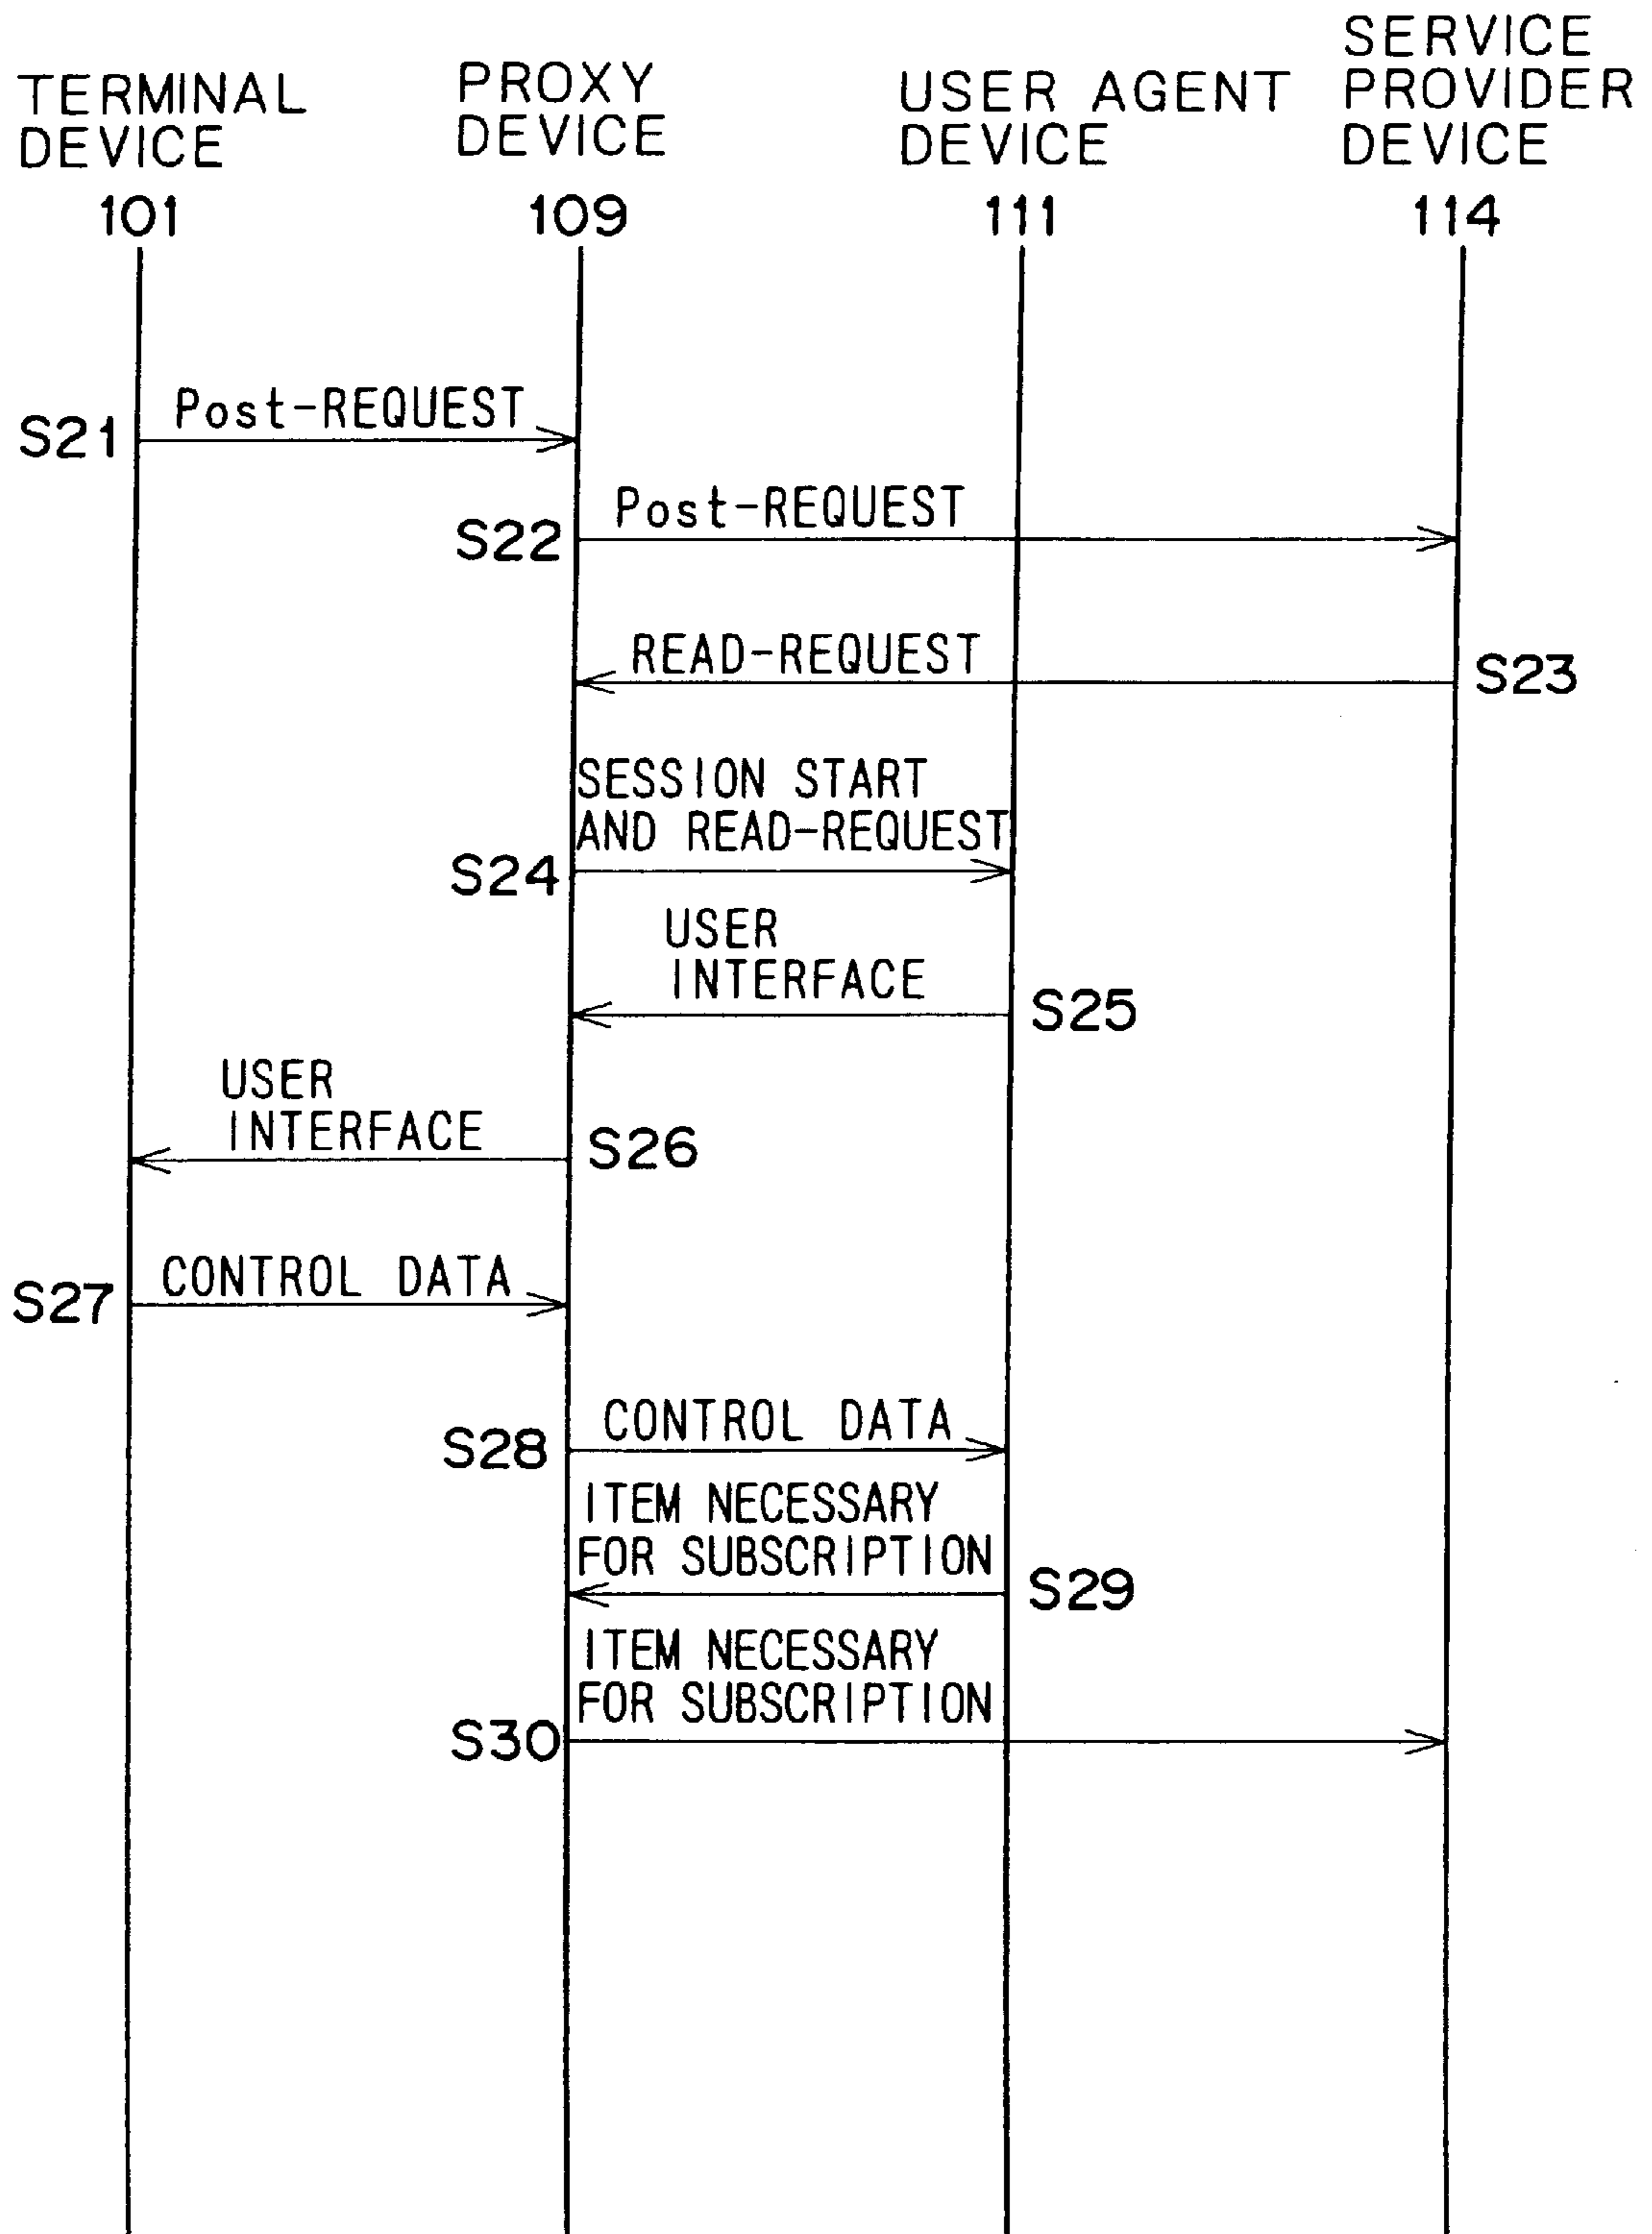 TERMINAL
DEVICE
101
PROXY
DEVICE
109
USER AGENT
DEVICE
111
SERVICE
PROVIDER
DEVICE
114
S21
Post-REQUEST
S22
Post-REQUEST
READ-REQUEST
S23
SESSION START
AND READ-REQUEST
S24
USER
INTERFACE
S25
USER
INTERFACE
S26
S27
CONTROL DATA
S28
CONTROL DATA
ITEM NECESSARY
FOR SUBSCRIPTION
S29
ITEM NECESSARY
FOR SUBSCRIPTION
S30